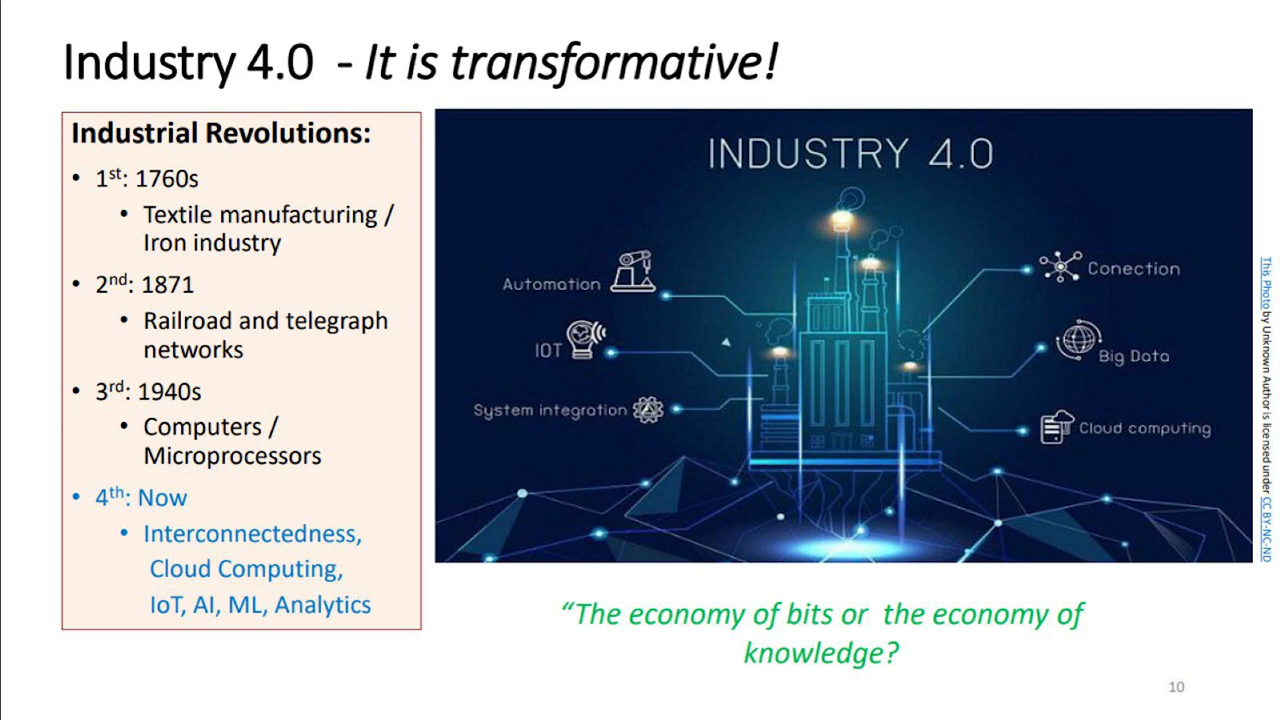 Industry 4.0 - It is transformative!
Industrial Revolutions:
• 1st: 1760s
• Textile manufacturing /
Iron industry
• 2nd: 1871
• Railroad and telegraph
networks
• 3rd: 1940s
• Computers /
Microprocessors
• 4th: Now
• Interconnectedness,
Cloud Computing,
IoT, AI, ML, Analytics
INDUSTRY 4.0
Automation
IOT
System integration
Conection
Big Data
Cloud computing
This Photo by Unknown Author is licensed under CC BY-NC-ND
“The economy of bits or the economy of
knowledge?
10